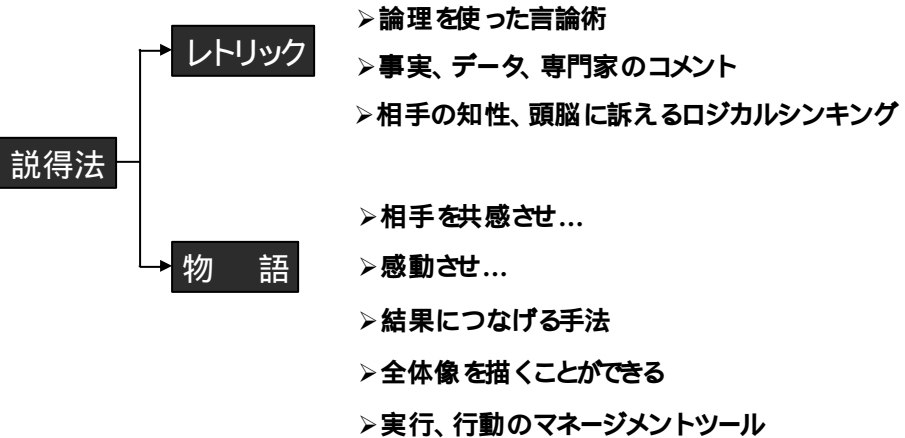 レトリック
➢論理を使った言論術
➢事実、データ、専門家のコメント
➢相手の知性、頭脳に訴えるロジカルシンキング
説得法
物　語
➢相手を共感させ…
➢感動させ…
➢結果につなげる手法
➢全体像を描くことができる
➢実行、行動のマネージメントツール